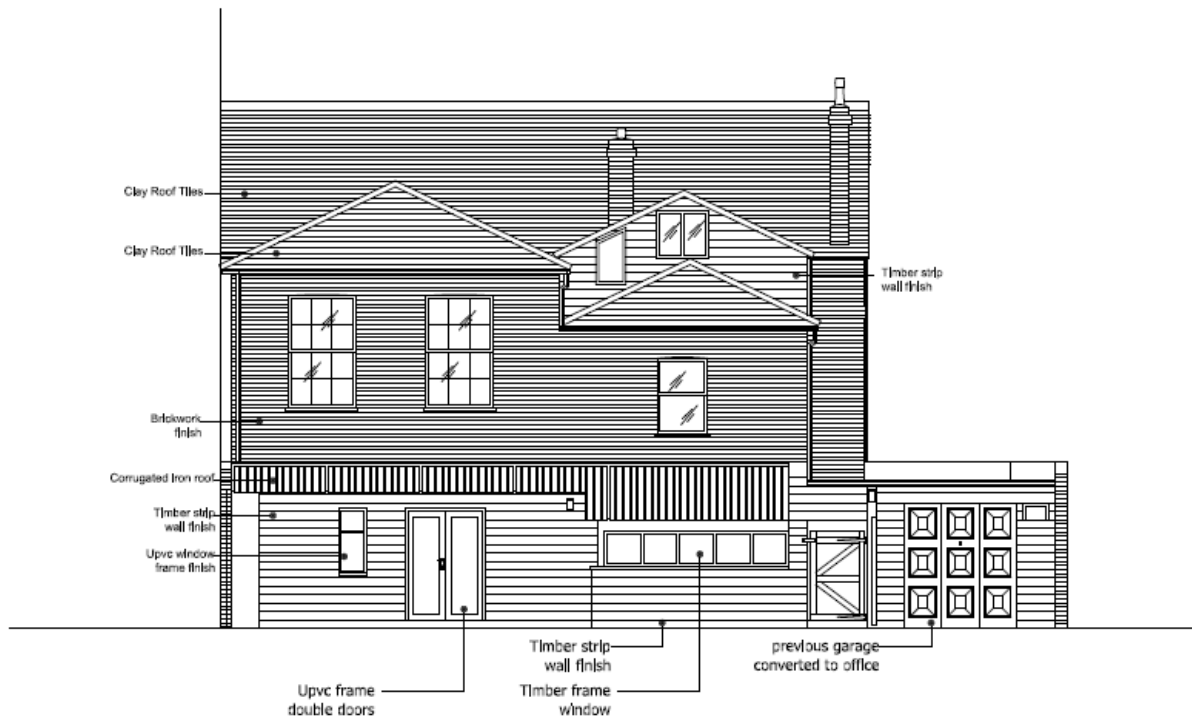 Clay Roof Tiles
Clay Roof Tiles
Timber strip
wall finish
Brickwork
finish
Corrugated Iron roof
Timber strip
wall finish
Upvc window
frame finish
Timber strip
wall finish
previous garage
converted to office
Upvc frame
double doors
Timber frame
window